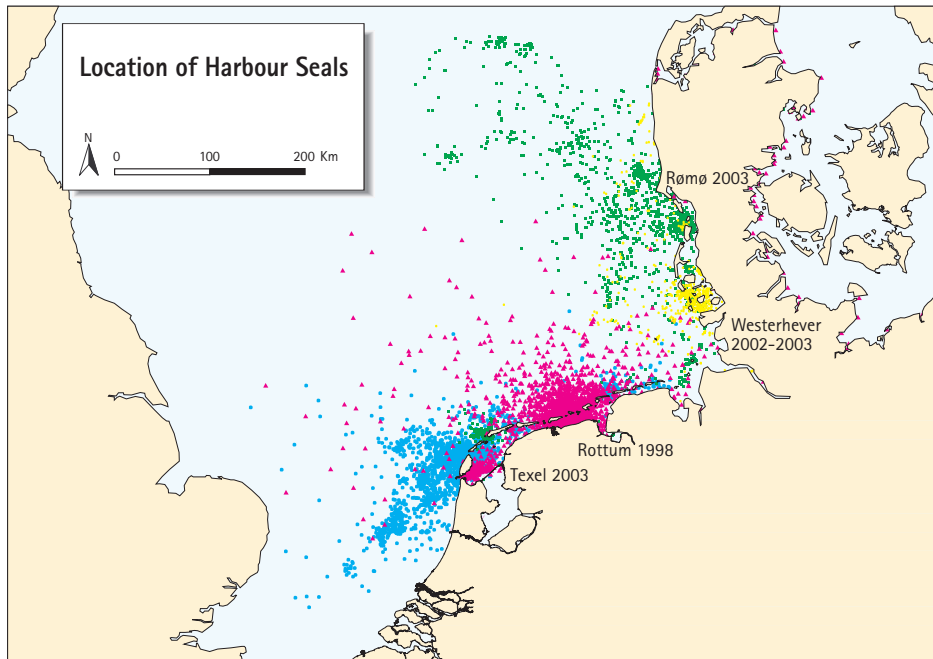 Location of Harbour Seals
N
0 100 200 Km
Rømø 2003
Westerhever
2002-2003
Rottum 1998
Texel 2003